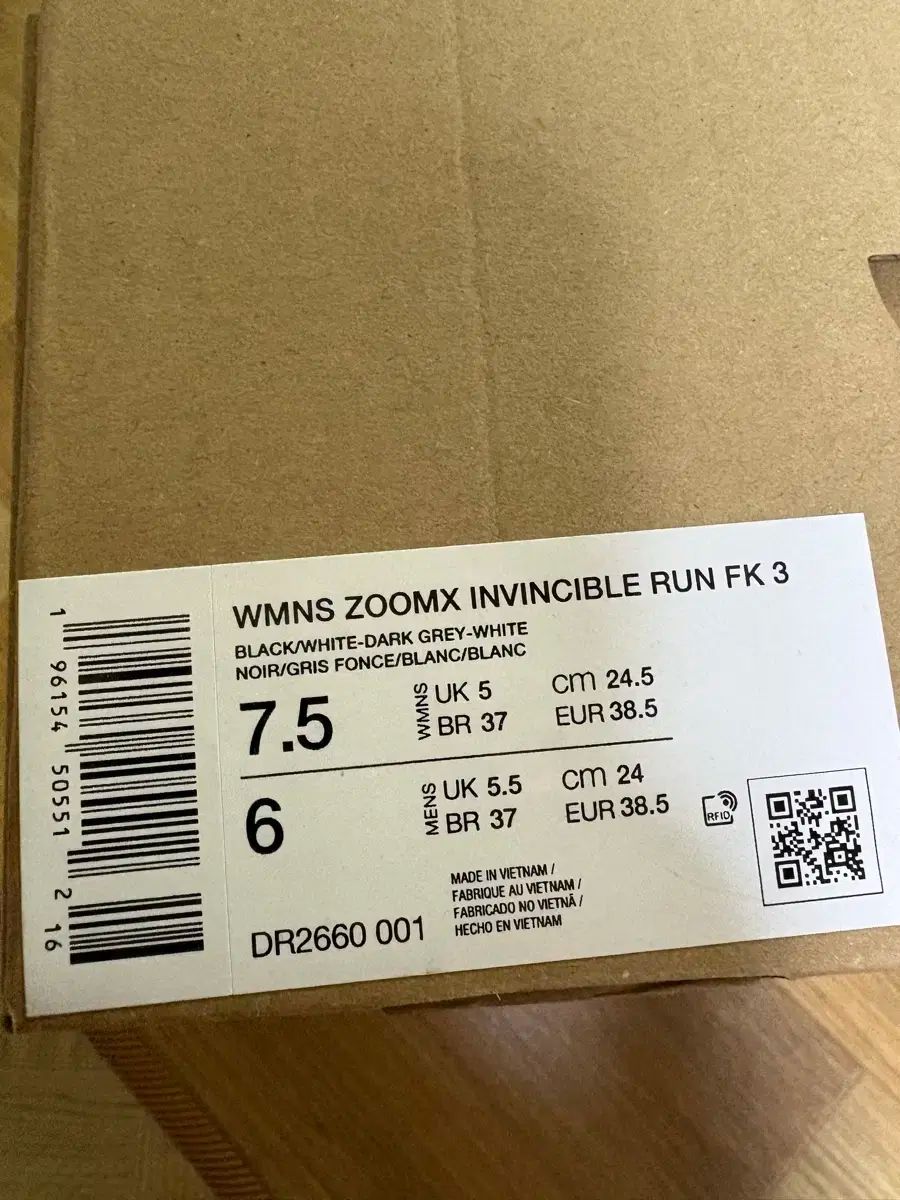 WMNS ZOOMX INVINCIBLE RUN FK 3
BLACK/WHITE-DARK GREY-WHITE
NOIR/GRIS FONCE/BLANC/BLANC
7.5
WMNS
UK 5
BR 37
cm 24.5
EUR 38.5
6
MENS
UK 5.5
BR 37
cm 24
EUR 38.5
RFID
MADE IN VIETNAM /
FABRIQUE AU VIETNAM /
FABRICADO NO VIETNÃ /
HECHO EN VIETNAM
DR2660 001
1 96154 50551 2 16